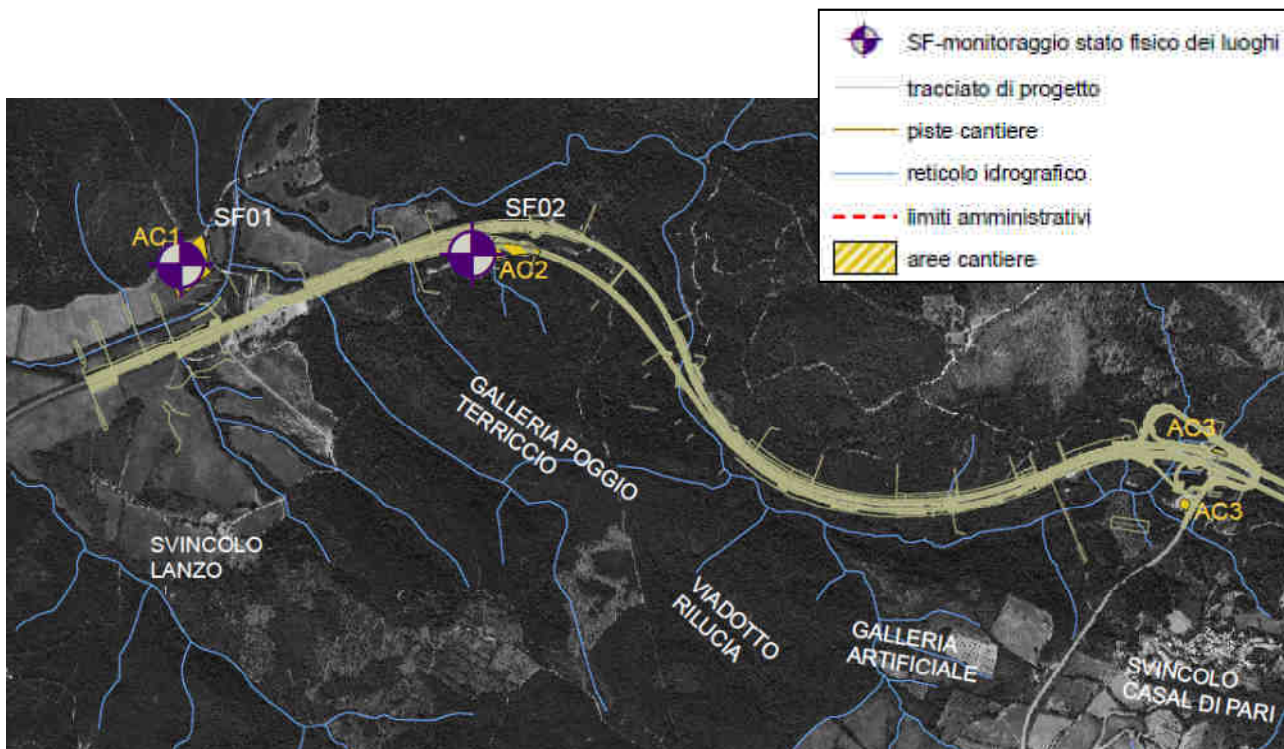 SF-monitoraggio stato fisico dei luoghi
tracciato di progetto
piste cantiere
reticolo idrografico
limiti amministrativi
aree cantiere
SF01
AC1
SF02
AC2
GALLERIA POGGIO
TERRICCIO
SVINCOLO
LANZO
VIADOTTO
RILUCIA
GALLERIA
ARTIFICIALE
AC3
AC3
SVINCOLO
CASAL DI PARI